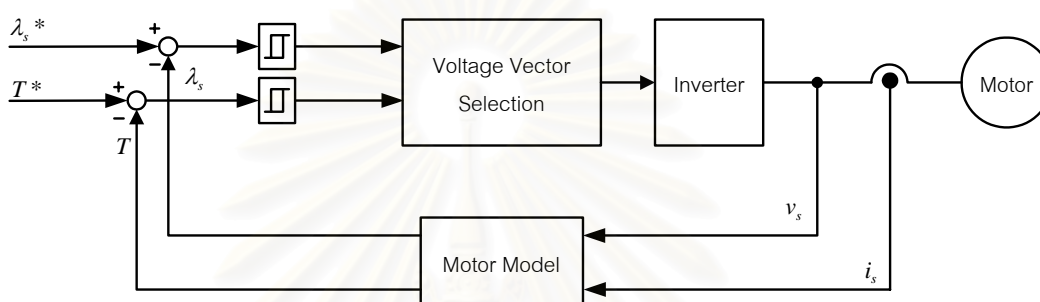 λs*
+
−
λs
T*
+
−
T
Voltage Vector
Selection
Inverter
Motor
vs
Motor Model
is